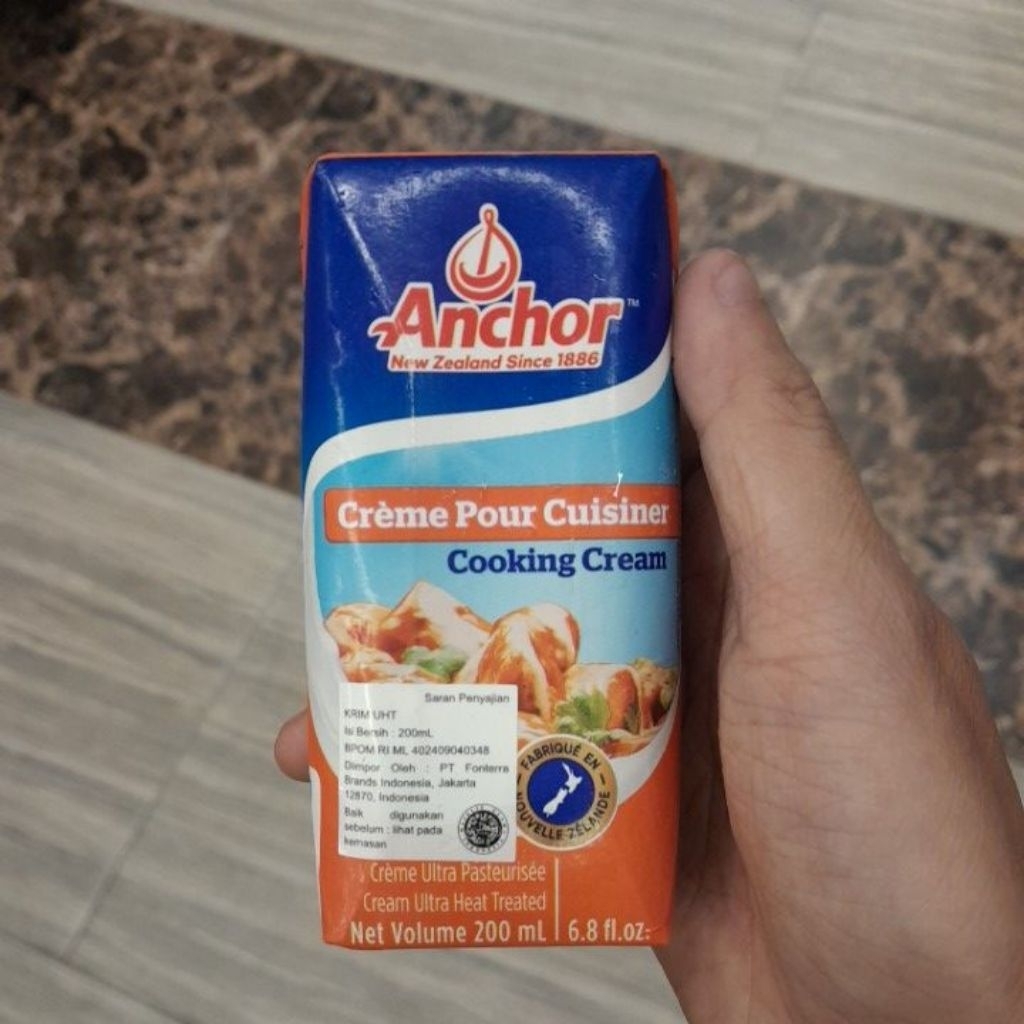 Anchor™
New Zealand Since 1886
Crème Pour Cuisiner
Cooking Cream
Saran Penyajian
KRIM UHT
Isi Bersih : 200mL
BPOM RI ML 402409040348
Diimpor Oleh : PT Fonterra
Brands Indonesia, Jakarta
12870, Indonesia
Baik digunakan
sebelum : lihat pada
kemasan
FABRIQUÉ EN
NOUVELLE ZÉLANDE
Crème Ultra Pasteurisée
Cream Ultra Heat Treated
Net Volume 200 mL 6.8 fl.oz.